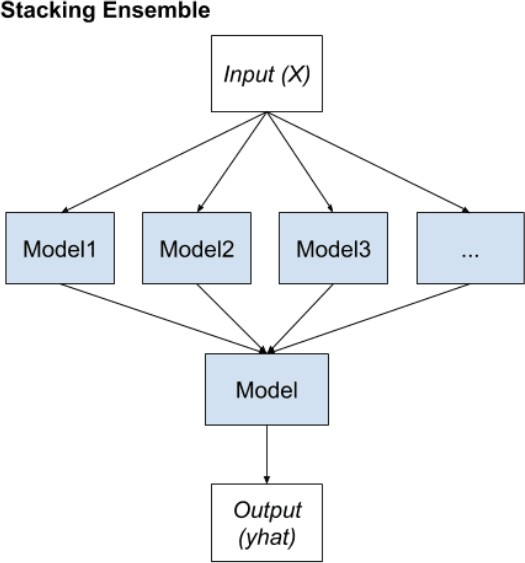 Stacking Ensemble
Input (X)
Model1
Model2
Model3
...
Model
Output
(yhat)